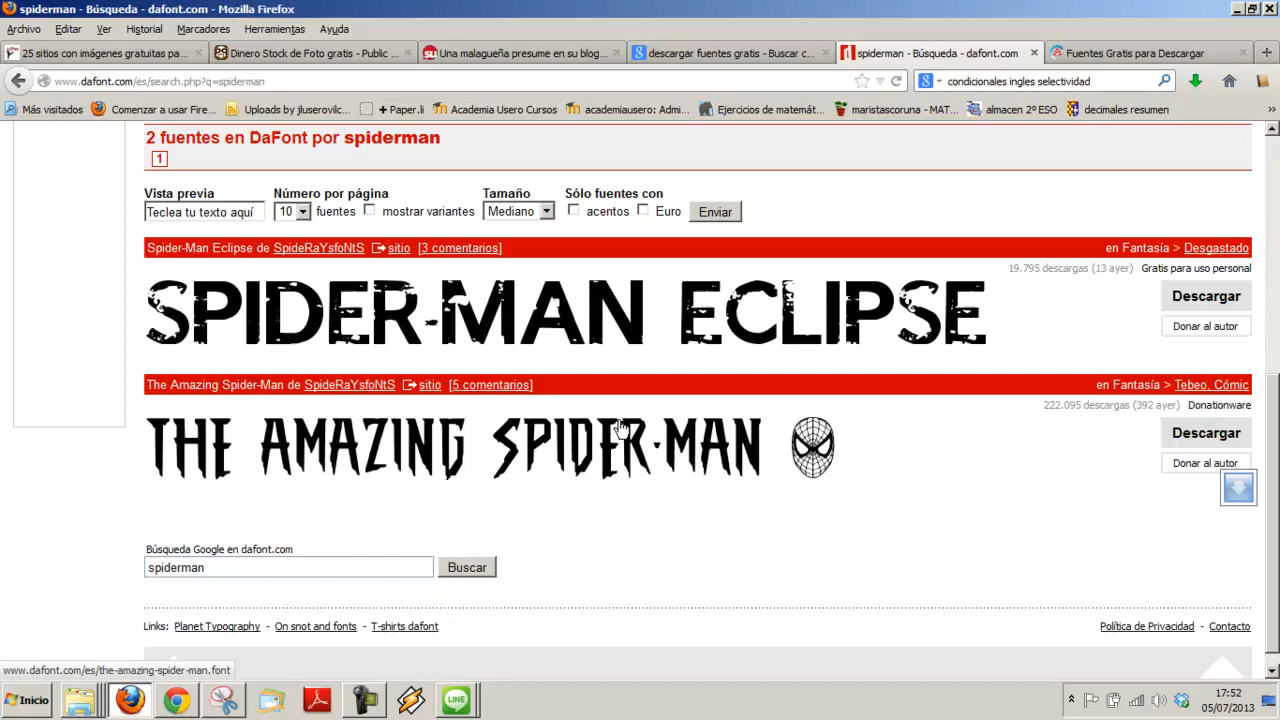 spiderman - Búsqueda - dafont.com - Mozilla Firefox
Archivo Editar Ver Historial Marcadores Herramientas Ayuda
25 sitios con imágenes gratuitas pa... Dinero Stock de Foto gratis - Public ... Una malagueña presume en su blog... descargar fuentes gratis - Buscar c... spiderman - Búsqueda - dafont.com Fuentes Gratis para Descargar
www.dafont.com/es/search.php?q=spiderman condicionales ingles selectividad
Más visitados Comenzar a usar Fire... Uploads by jluserovilc... + Paper.li Academia Usero Cursos academiausero: Admi... Ejercicios de matemát... maristascoruna - MAT... almacen 2º ESO decimales resumen
2 fuentes en DaFont por spiderman
1
Vista previa Número por página Tamaño Sólo fuentes con
Teclea tu texto aquí 10 fuentes mostrar variantes Mediano acentos Euro Enviar
Spider-Man Eclipse de SpideRaYsfoNtS sitio [3 comentarios] en Fantasía > Desgastado
19.795 descargas (13 ayer) Gratis para uso personal
SPIDER-MAN ECLIPSE
Descargar
Donar al autor
The Amazing Spider-Man de SpideRaYsfoNtS sitio [5 comentarios] en Fantasía > Tebeo, Cómic
222.095 descargas (392 ayer) Donationware
THE AMAZING SPIDER-MAN
Descargar
Donar al autor
Búsqueda Google en dafont.com
spiderman Buscar
Links: Planet Typography - On snot and fonts - T-shirts dafont Política de Privacidad - Contacto
www.dafont.com/es/the-amazing-spider-man.font
Inicio LINE 17:52
05/07/2013